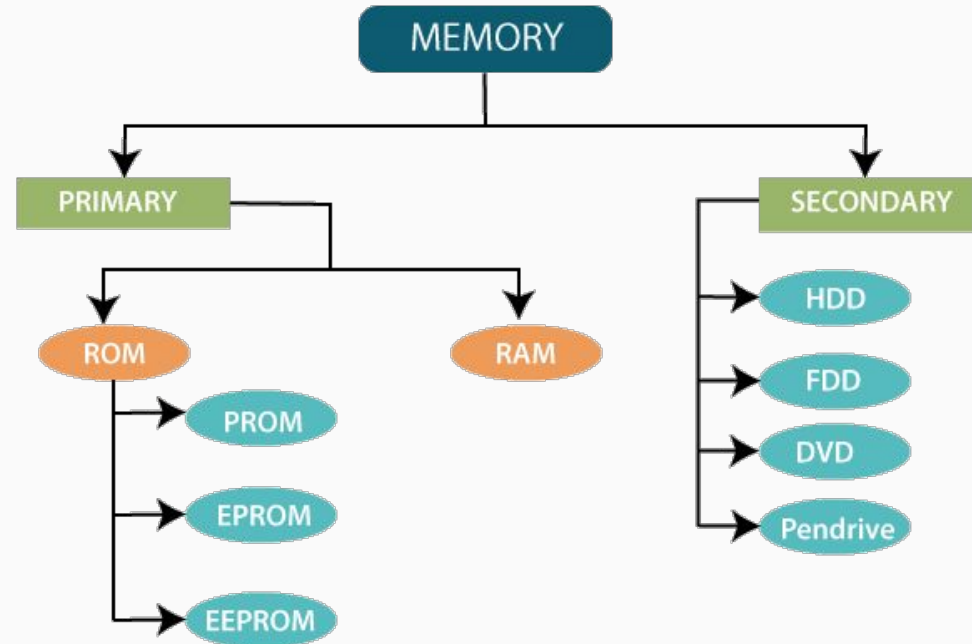 MEMORY
PRIMARY
SECONDARY
ROM
RAM
PROM
EPROM
EEPROM
HDD
FDD
DVD
Pendrive